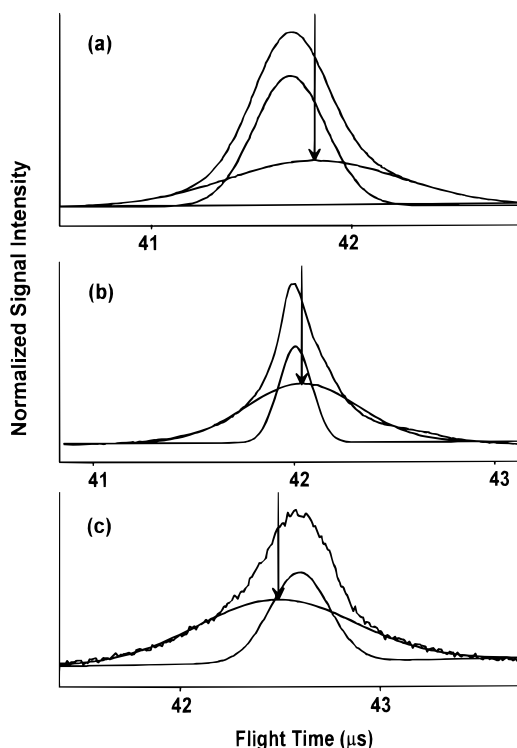 Normalized Signal Intensity
(a)
41 42
(b)
41 42 43
(c)
42 43
Flight Time (μs)